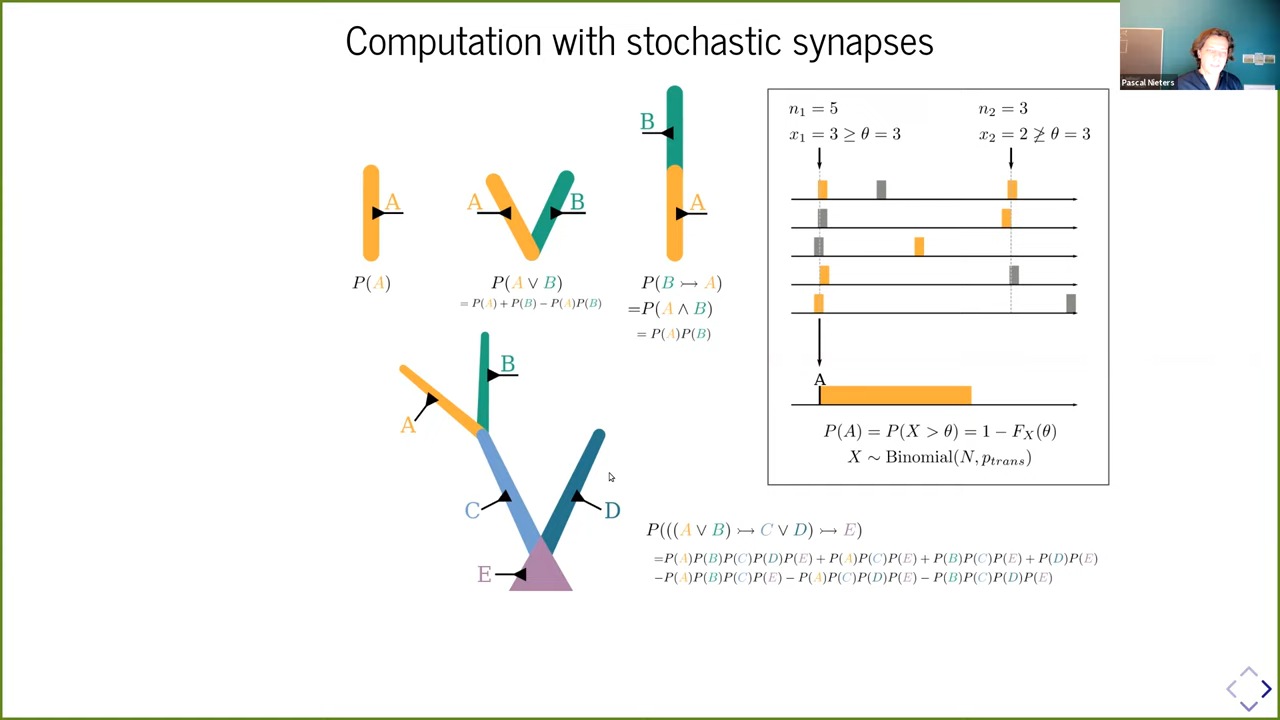 Computation with stochastic synapses
Pascal Nieters
A
P(A)
A
B
P(A ∨ B)
= P(A) + P(B) − P(A)P(B)
B
A
P(B ↣ A)
=P(A ∧ B)
= P(A)P(B)
n₁ = 5
x₁ = 3 ≥ θ = 3
n₂ = 3
x₂ = 2 ≱ θ = 3
A
P(A) = P(X > θ) = 1 − F_X(θ)
X ∼ Binomial(N, p_trans)
B
A
C
D
E
P(((A ∨ B) ↣ C ∨ D) ↣ E)
=P(A)P(B)P(C)P(D)P(E) + P(A)P(C)P(E) + P(B)P(C)P(E) + P(D)P(E)
−P(A)P(B)P(C)P(E) − P(A)P(C)P(D)P(E) − P(B)P(C)P(D)P(E)